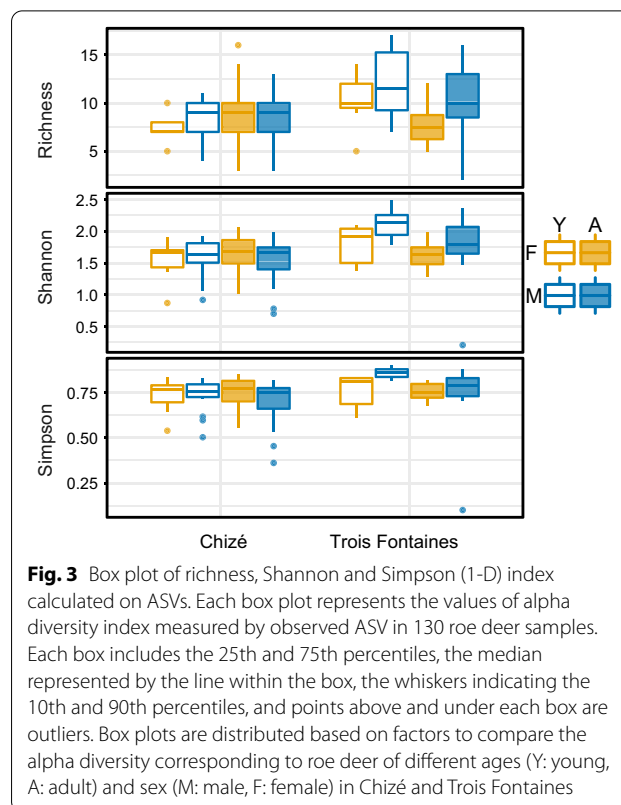 Richness
15
10
5
Shannon
2.5
2.0
1.5
1.0
0.5
Simpson
0.75
0.50
0.25
Chizé Trois Fontaines
Y A
F
M
Fig. 3 Box plot of richness, Shannon and Simpson (1-D) index
calculated on ASVs. Each box plot represents the values of alpha
diversity index measured by observed ASV in 130 roe deer samples.
Each box includes the 25th and 75th percentiles, the median
represented by the line within the box, the whiskers indicating the
10th and 90th percentiles, and points above and under each box are
outliers. Box plots are distributed based on factors to compare the
alpha diversity corresponding to roe deer of different ages (Y: young,
A: adult) and sex (M: male, F: female) in Chizé and Trois Fontaines